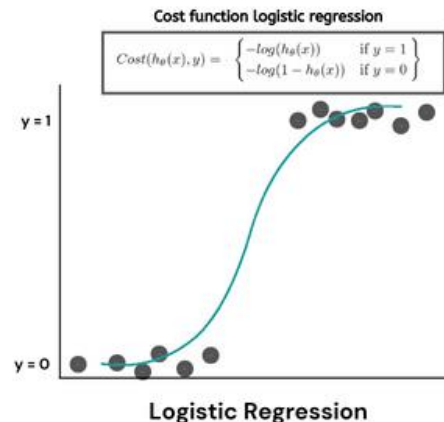 Cost function logistic regression
Cost(hθ(x), y) = { −log(hθ(x)) if y = 1
−log(1 − hθ(x)) if y = 0 }
y = 1
y = 0
Logistic Regression